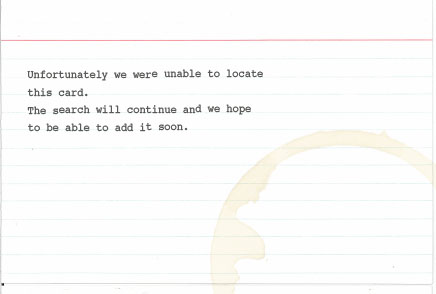 Unfortunately we were unable to locate
this card.
The search will continue and we hope
to be able to add it soon.